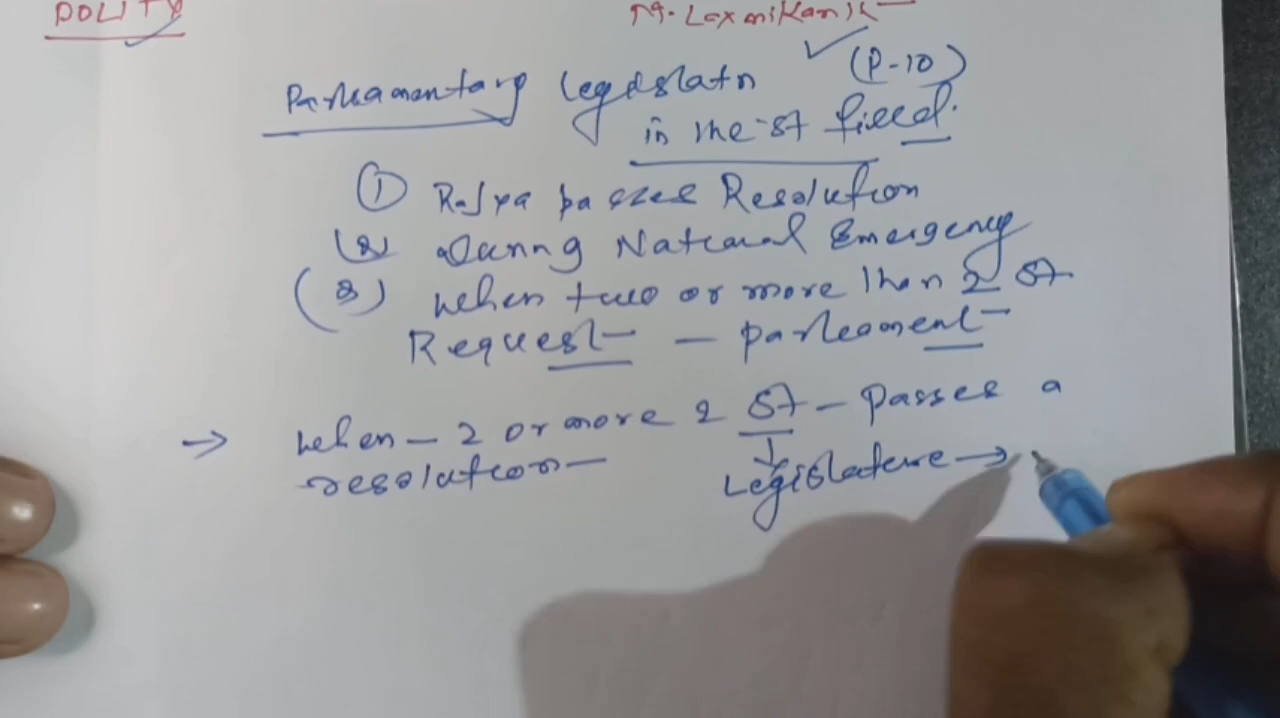 POLITY
M. Laxmikanth
Parliamentary legislatn (P-10)
in the st field.
① Rajya passes Resolution
(2) During National Emergency
(3) When two or more than 2 St
Request - parliament
→ When - 2 or more 2 St - passes a
resolution - Legislature →